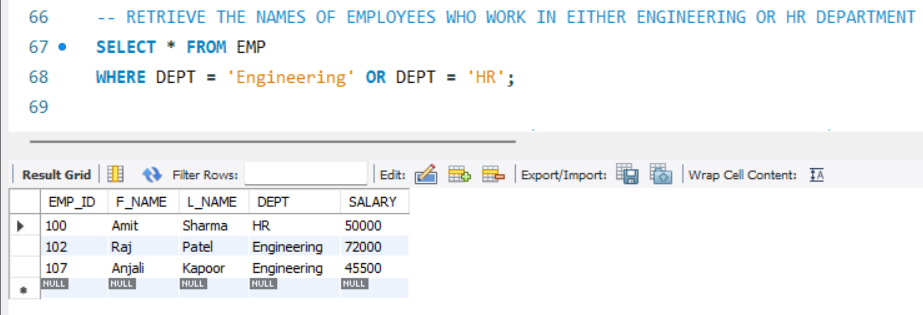 66 -- RETRIEVE THE NAMES OF EMPLOYEES WHO WORK IN EITHER ENGINEERING OR HR DEPARTMENT
67 SELECT * FROM EMP
68 WHERE DEPT = 'Engineering' OR DEPT = 'HR';
69
Result Grid Filter Rows: Edit: Export/Import: Wrap Cell Content: IA
EMP_ID F_NAME L_NAME DEPT SALARY
100 Amit Sharma HR 50000
102 Raj Patel Engineering 72000
107 Anjali Kapoor Engineering 45500
NULL NULL NULL NULL NULL